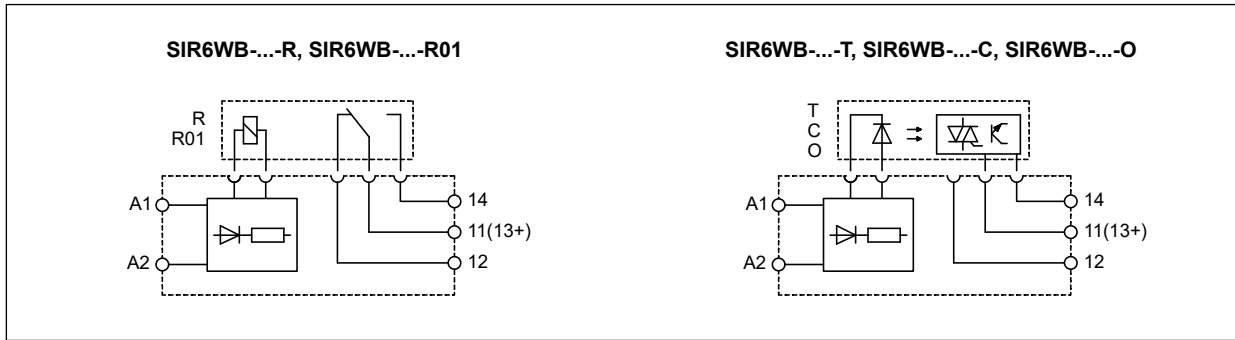 SIR6WB-...-R, SIR6WB-...-R01
R
R01
A1
A2
14
11(13+)
12
SIR6WB-...-T, SIR6WB-...-C, SIR6WB-...-O
T
C
O
A1
A2
14
11(13+)
12